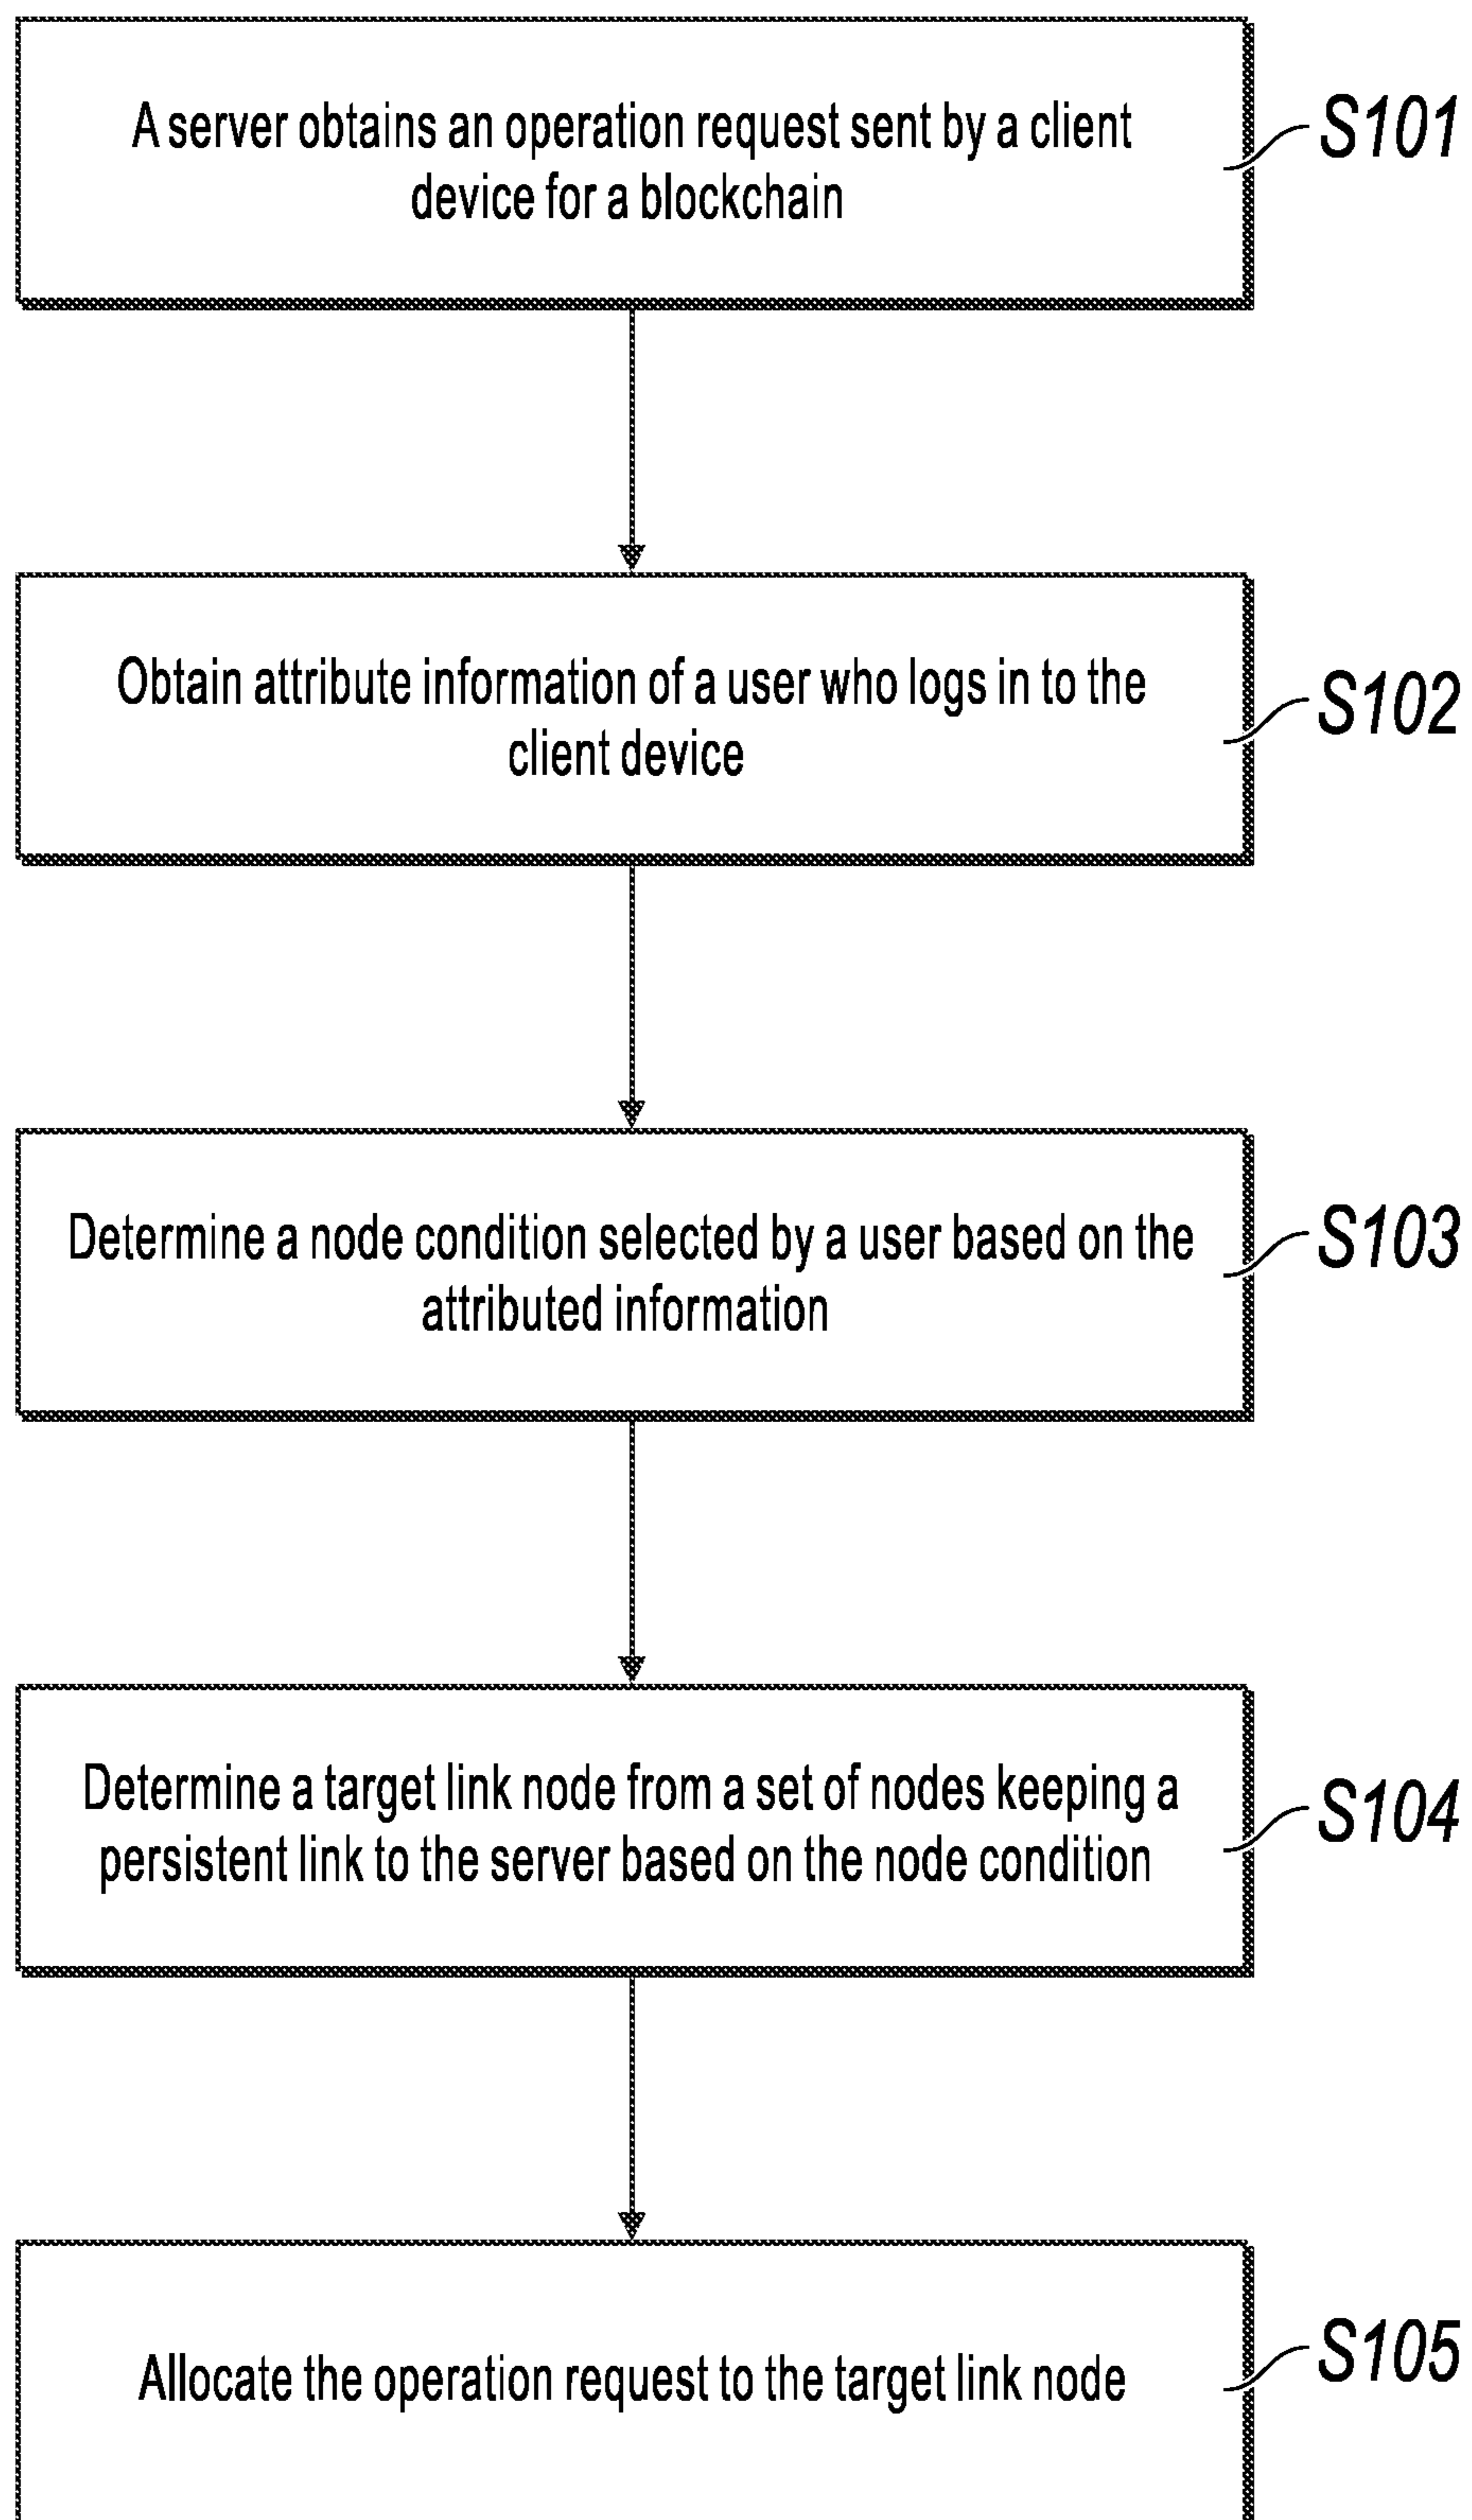 A server obtains an operation request sent by a client
device for a blockchain
S101
Obtain attribute information of a user who logs in to the
client device
S102
Determine a node condition selected by a user based on the
attributed information
S103
Determine a target link node from a set of nodes keeping a
persistent link to the server based on the node condition
S104
Allocate the operation request to the target link node
S105